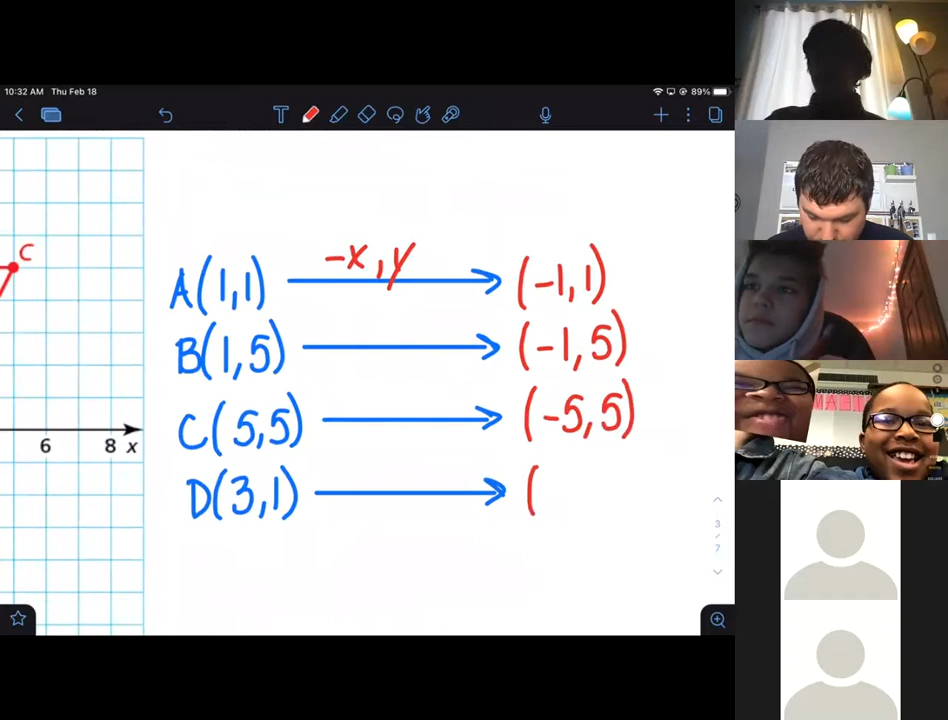 10:32 AM Thu Feb 18
89%
T
C
6 8 x
-x, y
A(1,1) (-1,1)
B(1,5) (-1,5)
C(5,5) (-5,5)
D(3,1) (
3
/
7